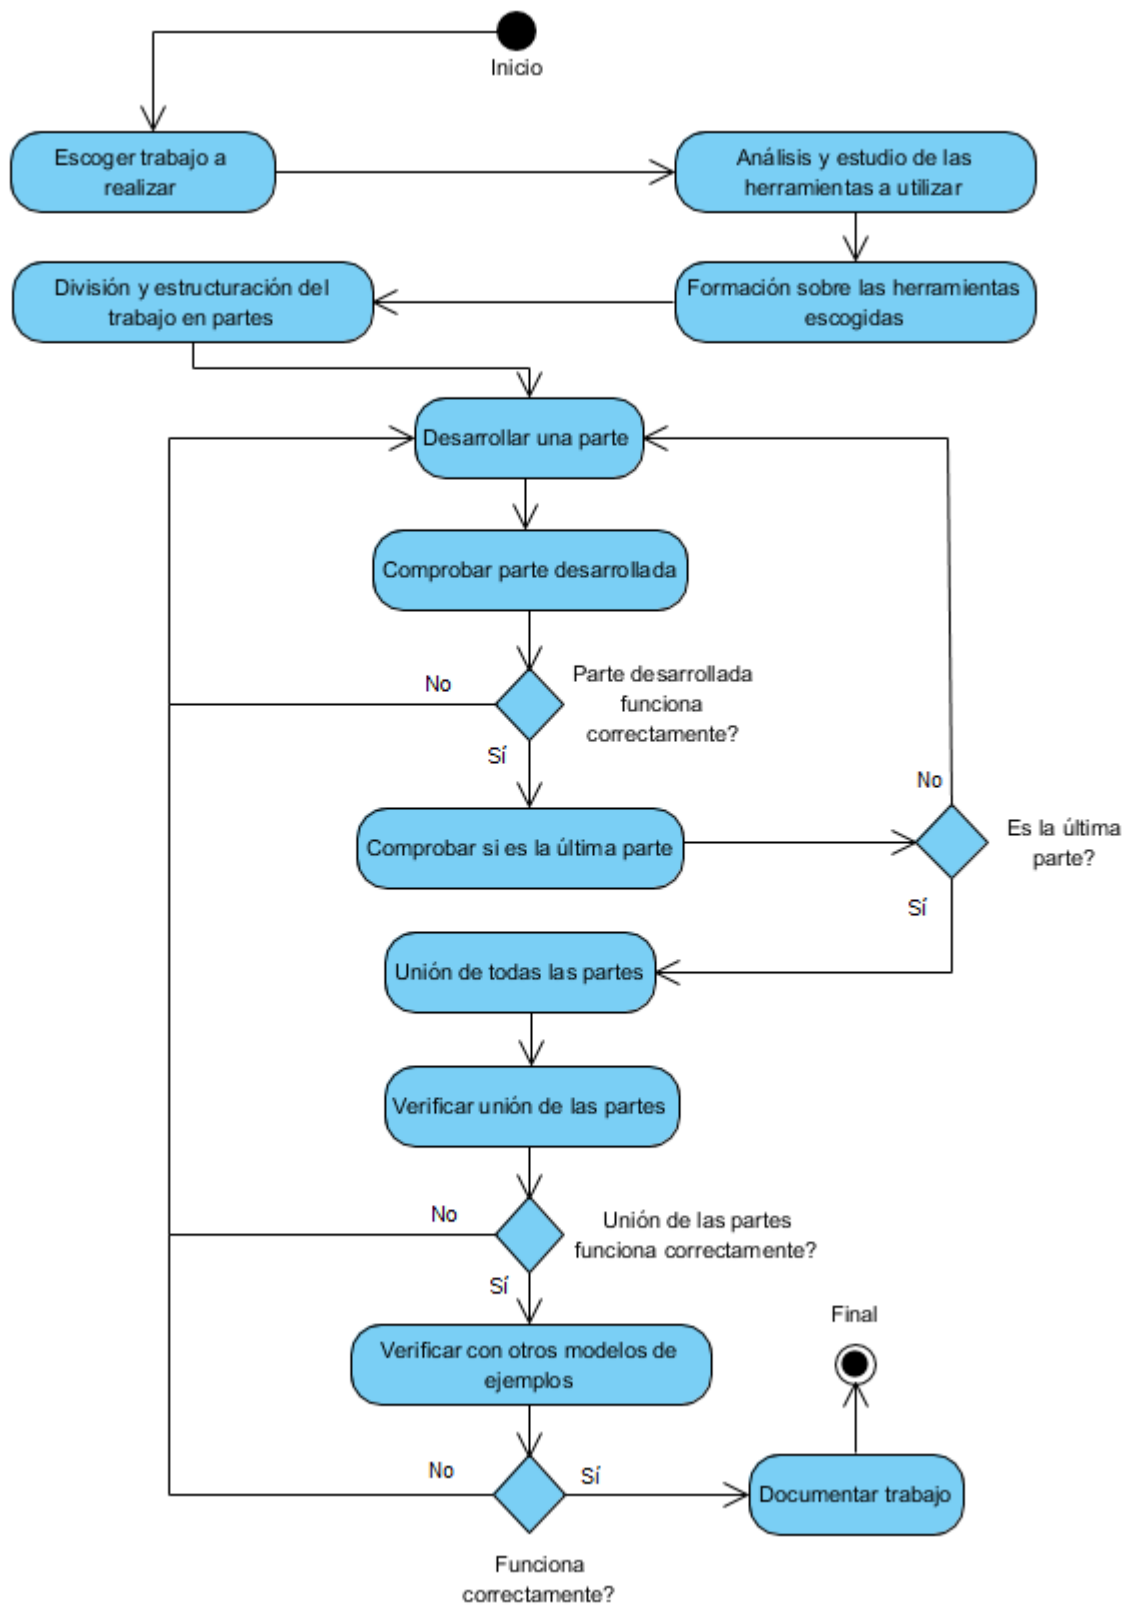 Inicio
Escoger trabajo a
realizar
Análisis y estudio de las
herramientas a utilizar
División y estructuración del
trabajo en partes
Formación sobre las herramientas
escogidas
Desarrollar una parte
Comprobar parte desarrollada
No
Parte desarrollada
funciona
correctamente?
Sí
Comprobar si es la última parte
No
Es la última
parte?
Sí
Unión de todas las partes
Verificar unión de las partes
No
Unión de las partes
funciona correctamente?
Sí
Verificar con otros modelos de
ejemplos
Final
No
Sí
Documentar trabajo
Funciona
correctamente?